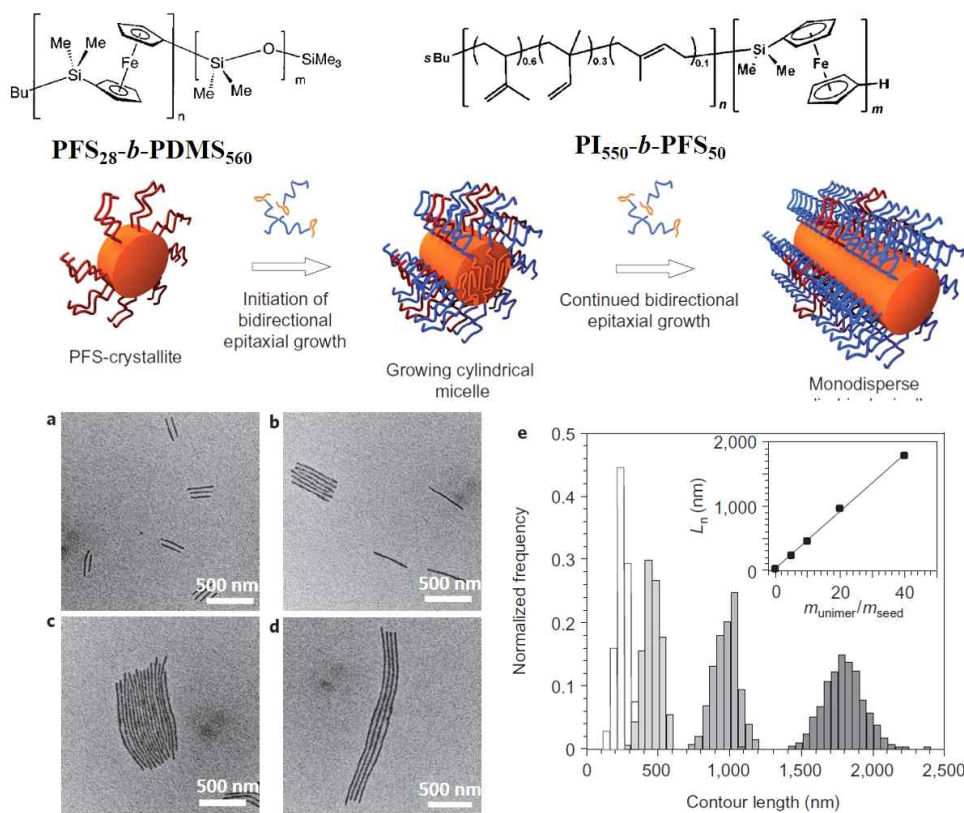 Me
Me
Si
Bu
Fe
n
Si
Me
Me
O
SiMe3
m
PFS28-b-PDMS560
sBu
0.6
0.3
0.1
n
Si
Me
Me
Fe
H
m
PI550-b-PFS50
PFS-crystallite
Initiation of
bidirectional
epitaxial growth
Growing cylindrical
micelle
Continued bidirectional
epitaxial growth
Monodisperse
a
500 nm
b
500 nm
c
500 nm
d
500 nm
e
Normalized frequency
0.5
0.4
0.3
0.2
0.1
0
0 500 1,000 1,500 2,000 2,500
Contour length (nm)
Ln (nm)
2,000
1,000
0
0 20 40
munimer/mseed